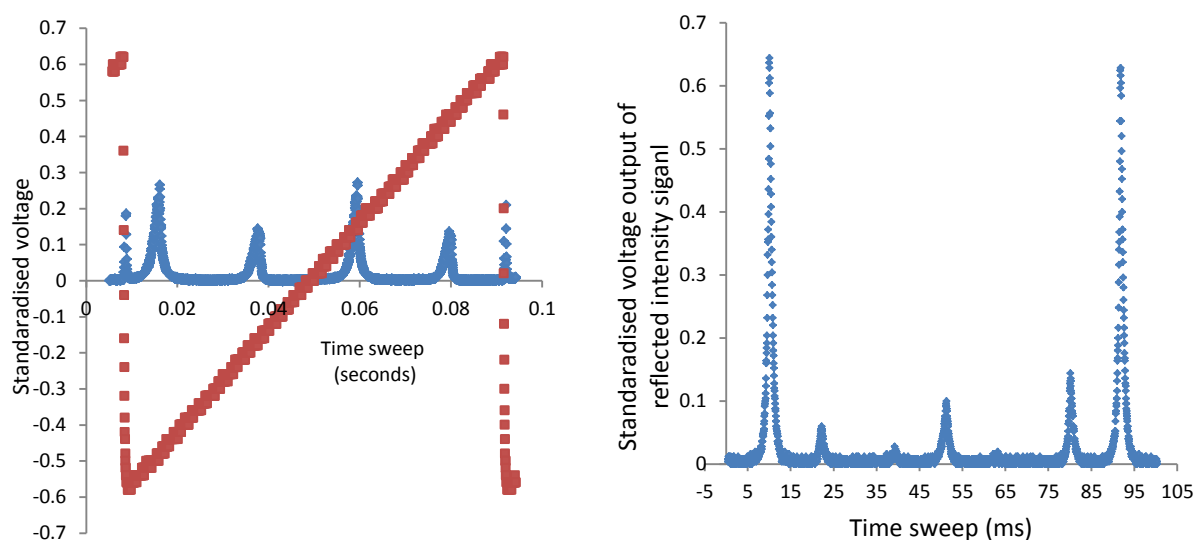 0.7
0.6
0.5
0.4
0.3
0.2
0.1
0
-0.1
-0.2
-0.3
-0.4
-0.5
-0.6
-0.7
0 0.02 0.04 0.06 0.08 0.1
Standaradised voltage
Time sweep
(seconds)
0.7
0.6
0.5
0.4
0.3
0.2
0.1
0
-5 5 15 25 35 45 55 65 75 85 95 105
Standaradised voltage output of
reflected intensity siganl
Time sweep (ms)